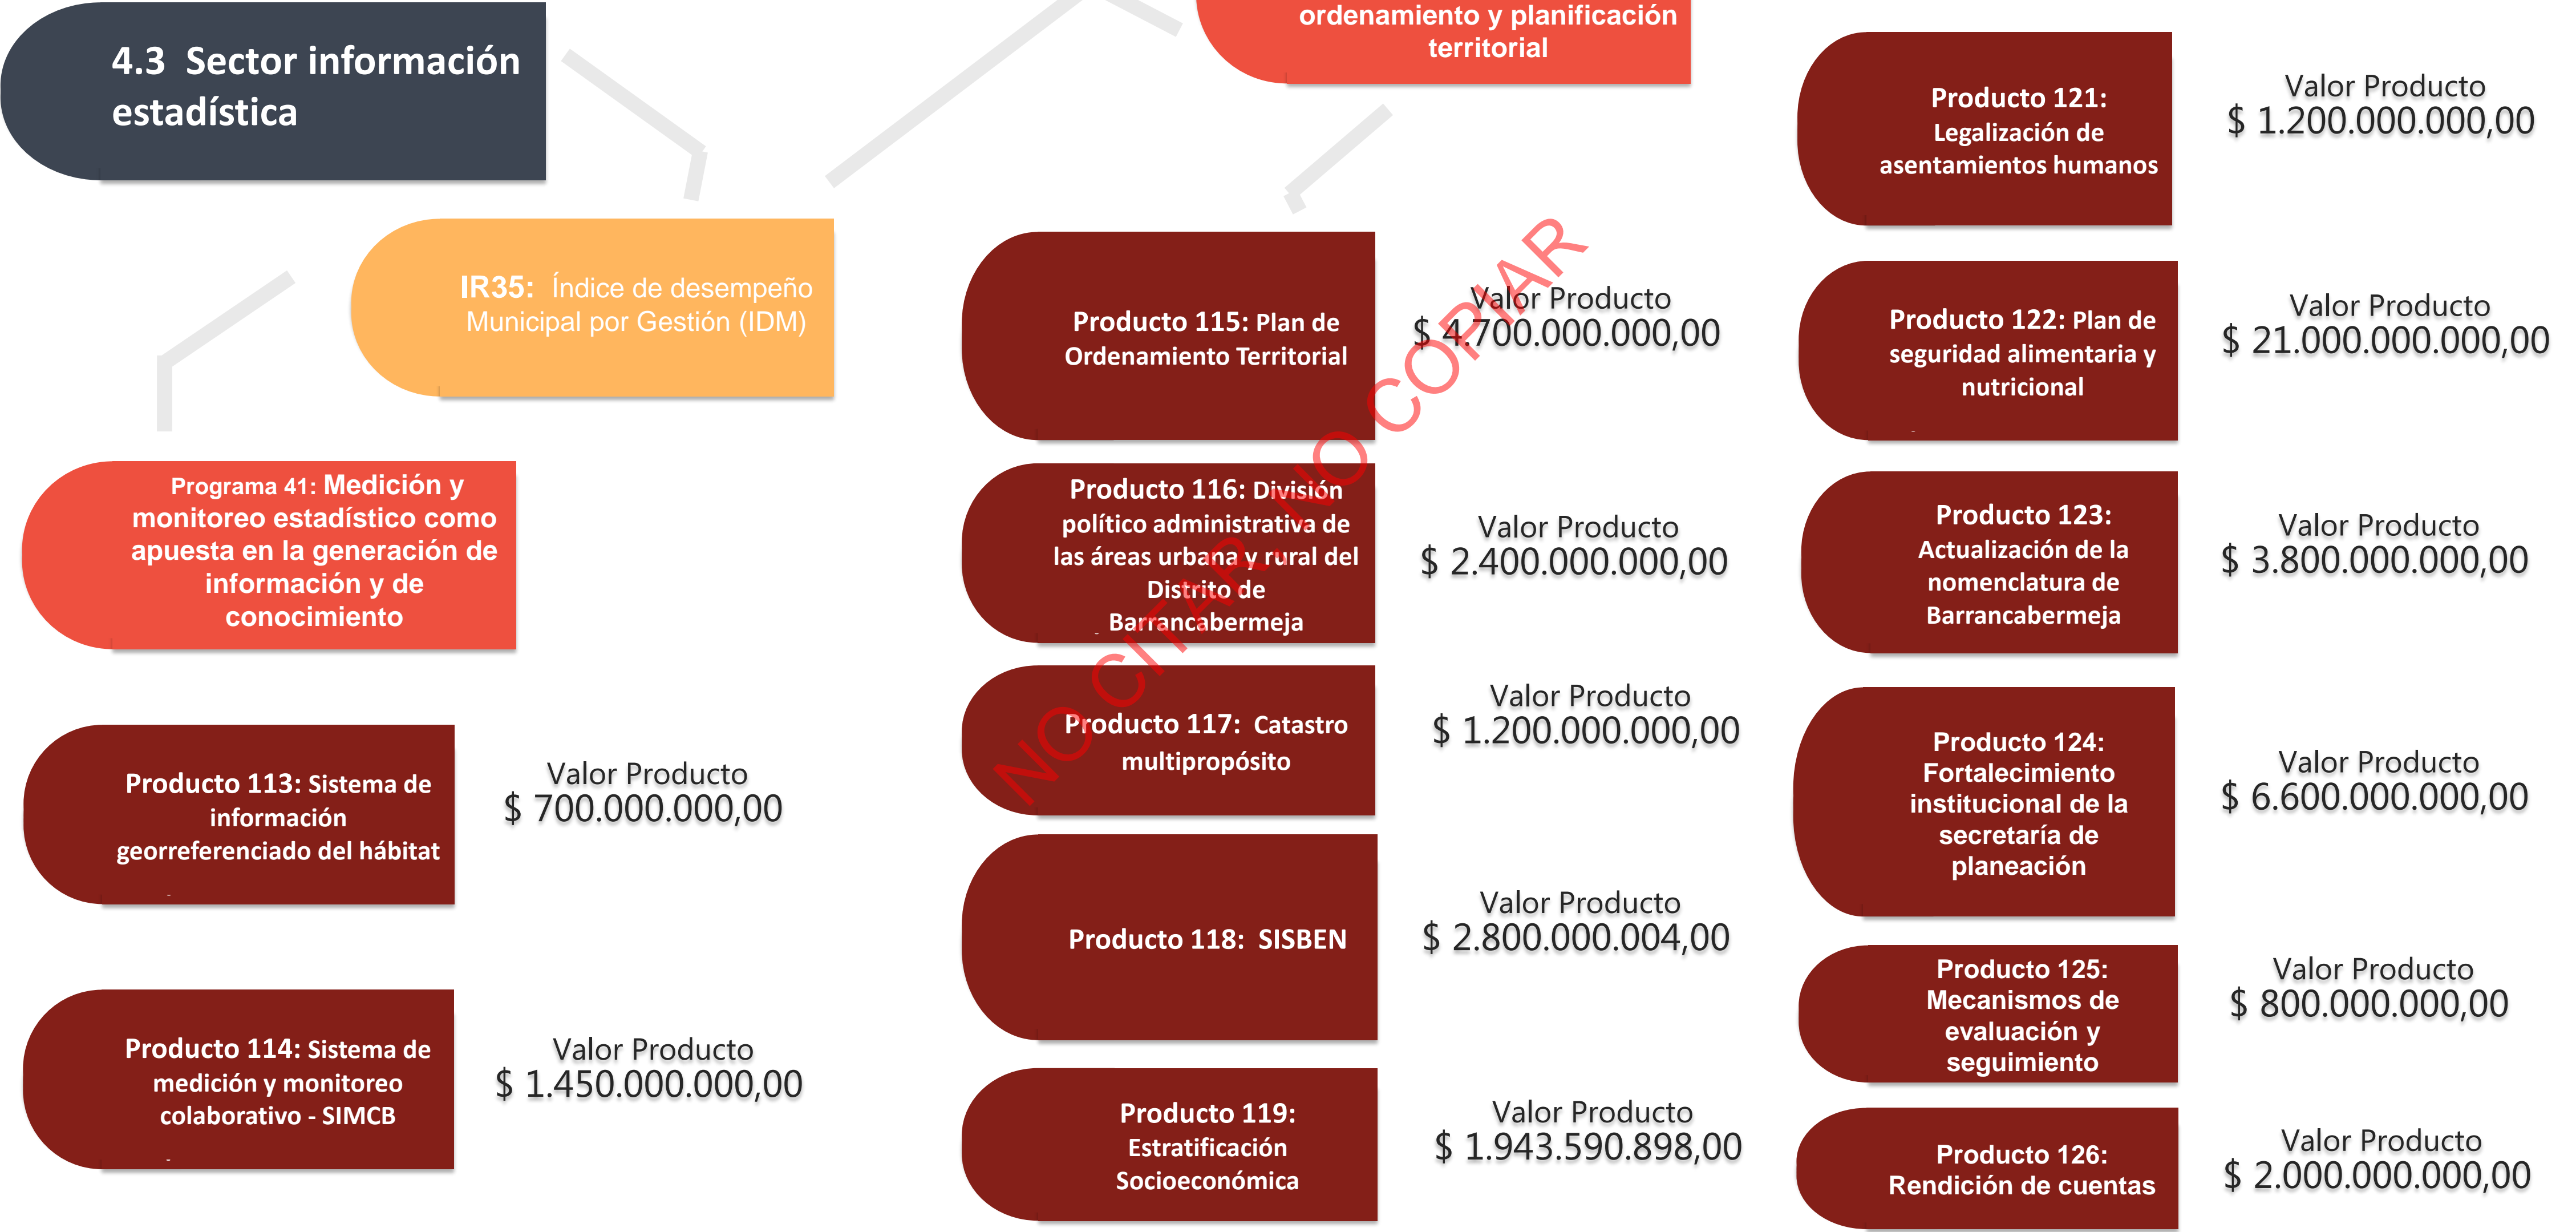 4.3 Sector información
estadística
IR35: Índice de desempeño
Municipal por Gestión (IDM)
Programa 41: Medición y
monitoreo estadístico como
apuesta en la generación de
información y de
conocimiento
Producto 113: Sistema de
información
georreferenciado del hábitat
Valor Producto
$ 700.000.000,00
Producto 114: Sistema de
medición y monitoreo
colaborativo - SIMCB
Valor Producto
$ 1.450.000.000,00
ordenamiento y planificación
territorial
Producto 115: Plan de
Ordenamiento Territorial
Valor Producto
$ 4.700.000.000,00
Producto 116: División
político administrativa de
las áreas urbana y rural del
Distrito de
Barrancabermeja
Valor Producto
$ 2.400.000.000,00
Producto 117: Catastro
multipropósito
Valor Producto
$ 1.200.000.000,00
Producto 118: SISBEN
Valor Producto
$ 2.800.000.004,00
Producto 119:
Estratificación
Socioeconómica
Valor Producto
$ 1.943.590.898,00
Producto 121:
Legalización de
asentamientos humanos
Valor Producto
$ 1.200.000.000,00
Producto 122: Plan de
seguridad alimentaria y
nutricional
Valor Producto
$ 21.000.000.000,00
Producto 123:
Actualización de la
nomenclatura de
Barrancabermeja
Valor Producto
$ 3.800.000.000,00
Producto 124:
Fortalecimiento
institucional de la
secretaría de
planeación
Valor Producto
$ 6.600.000.000,00
Producto 125:
Mecanismos de
evaluación y
seguimiento
Valor Producto
$ 800.000.000,00
Producto 126:
Rendición de cuentas
Valor Producto
$ 2.000.000.000,00
NO CITAR, NO COPIAR